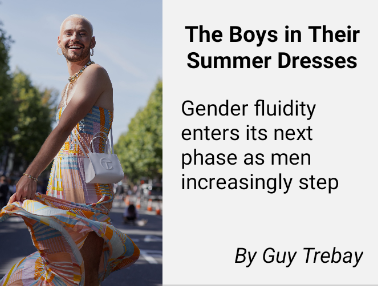 The Boys in Their
Summer Dresses
Gender fluidity
enters its next
phase as men
increasingly step
By Guy Trebay